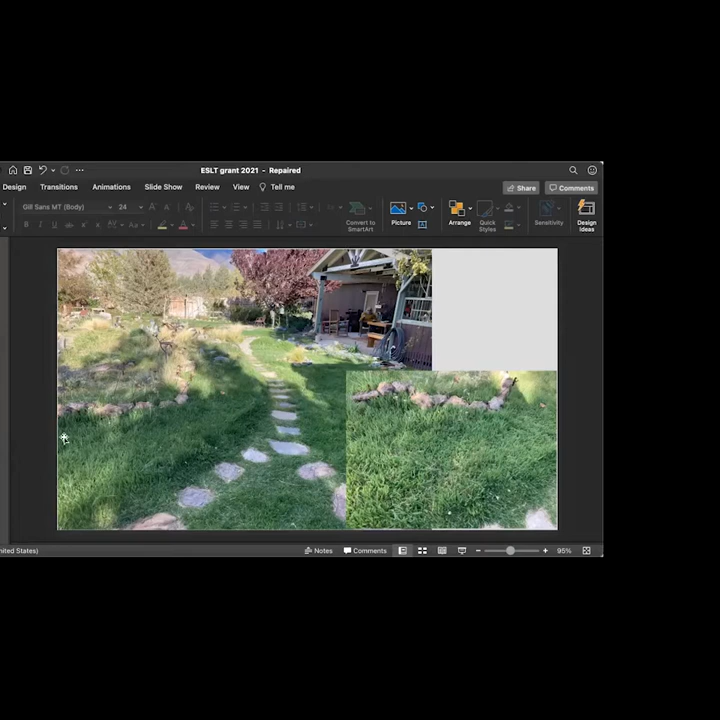 ESLT grant 2021 - Repaired
Design Transitions Animations Slide Show Review View Tell me
Share Comments
Gill Sans MT (Body) 24
Convert to SmartArt
Picture
Arrange
Quick Styles
Sensitivity
Design Ideas
nited States)
Notes Comments 95%